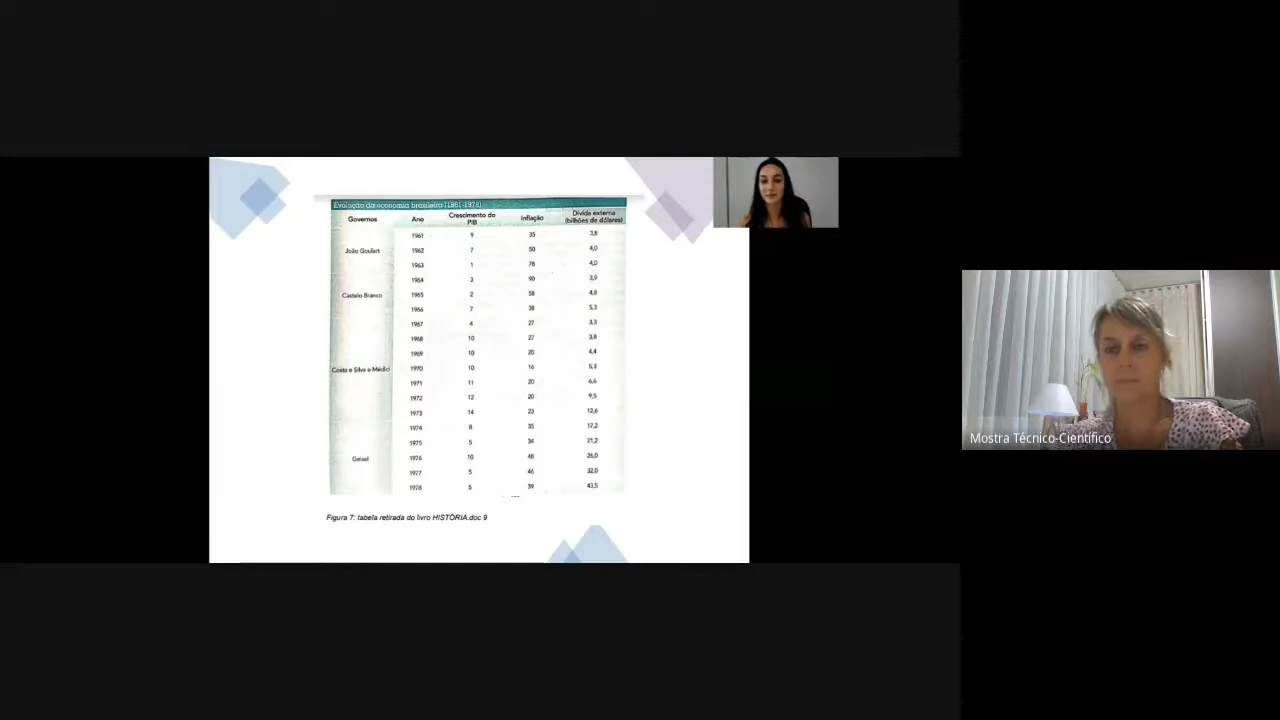 Evolução da economia brasileira (1961-1978)
Governos Ano Crescimento do PIB Inflação Dívida externa (bilhões de dólares)
1961 9 35 3,8
João Goulart 1962 7 50 4,0
1963 1 78 4,0
1964 3 90 3,9
Castelo Branco 1965 2 58 4,8
1966 7 38 5,3
1967 4 27 3,3
1968 10 27 3,8
1969 10 20 4,4
Costa e Silva e Médici 1970 10 16 5,3
1971 11 20 6,6
1972 12 20 9,5
1973 14 23 12,6
1974 8 35 17,2
1975 5 34 21,2
Geisel 1976 10 48 26,0
1977 5 46 32,0
1978 5 39 43,5
Figura 7: tabela retirada do livro HISTÓRIA.doc 9
Mostra Técnico-Científico